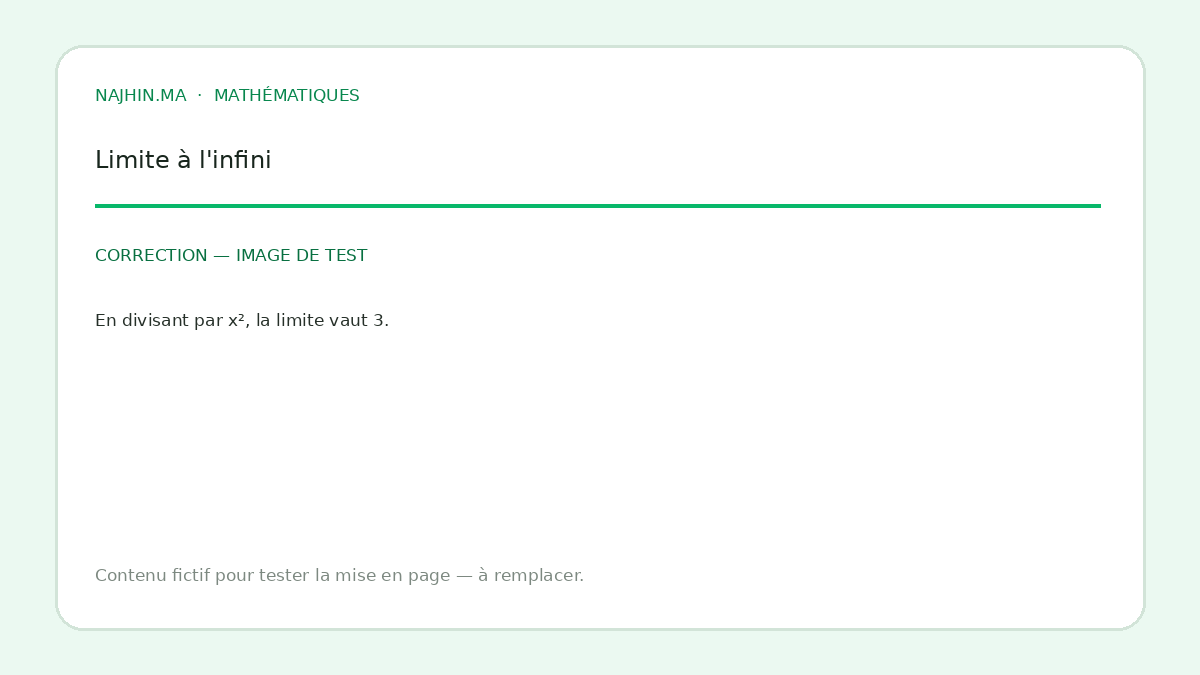 NAJHIN.MA · MATHÉMATIQUES
Limite à l'infini
CORRECTION — IMAGE DE TEST
En divisant par x², la limite vaut 3.
Contenu fictif pour tester la mise en page — à remplacer.